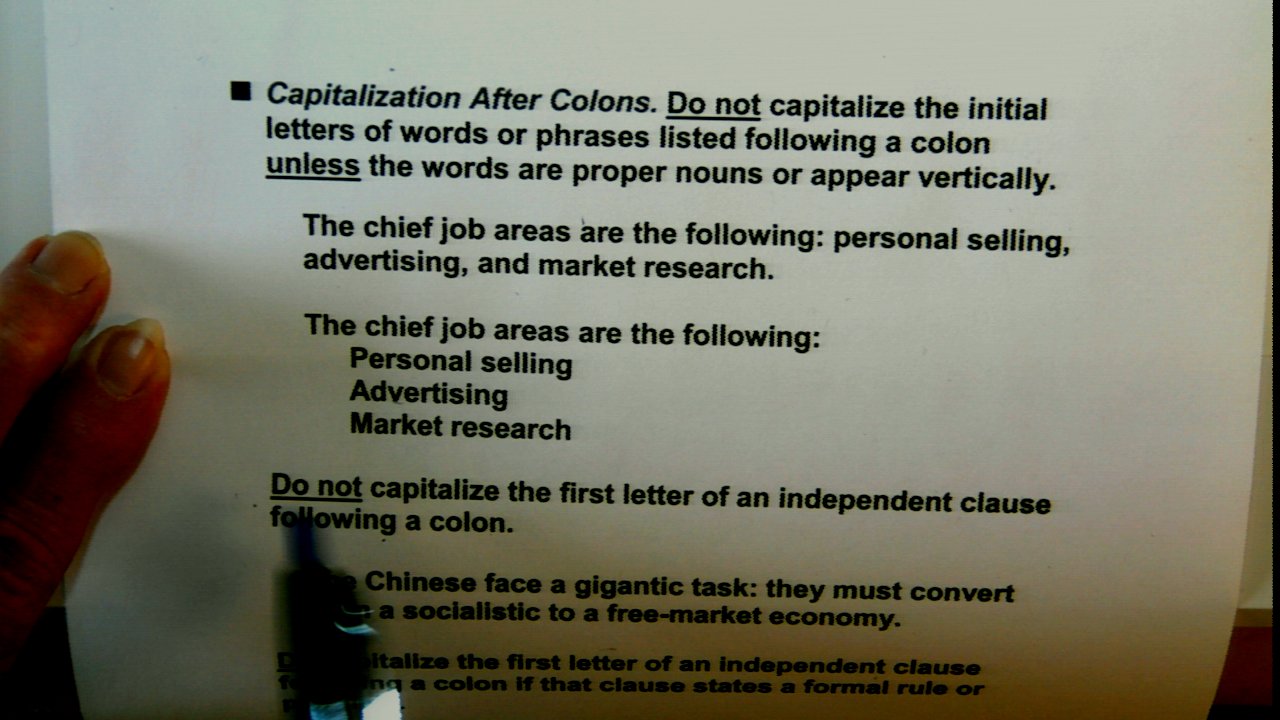 ■ Capitalization After Colons. Do not capitalize the initial
letters of words or phrases listed following a colon
unless the words are proper nouns or appear vertically.
The chief job areas are the following: personal selling,
advertising, and market research.
The chief job areas are the following:
Personal selling
Advertising
Market research
Do not capitalize the first letter of an independent clause
following a colon.
Chinese face a gigantic task: they must convert
a socialistic to a free-market economy.
the first letter of an independent clause
a colon if that clause states a formal rule or